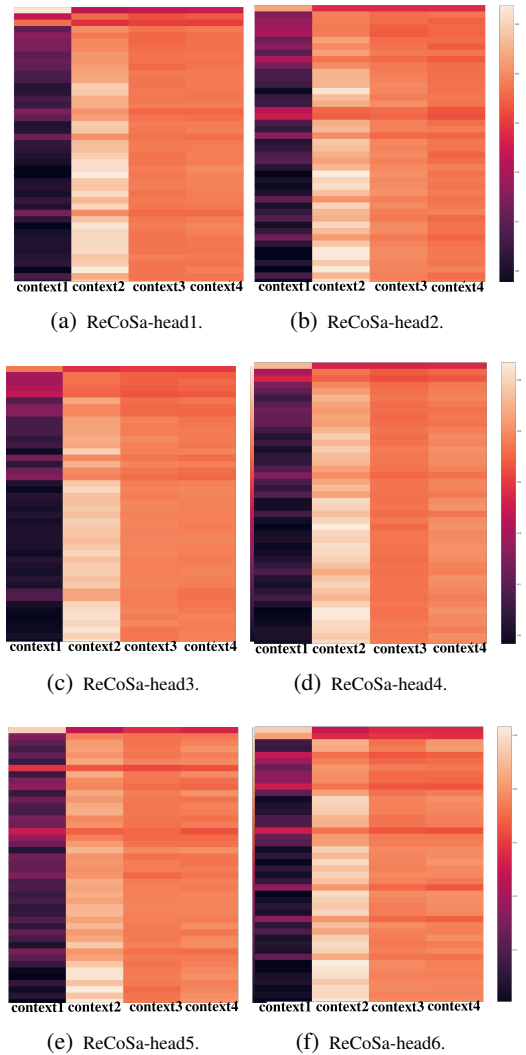 context1 context2 context3 context4
context1 context2 context3 context4
(a) ReCoSa-head1.
(b) ReCoSa-head2.
context1 context2 context3 context4
context1 context2 context3 context4
(c) ReCoSa-head3.
(d) ReCoSa-head4.
context1 context2 context3 context4
context1 context2 context3 context4
(e) ReCoSa-head5.
(f) ReCoSa-head6.